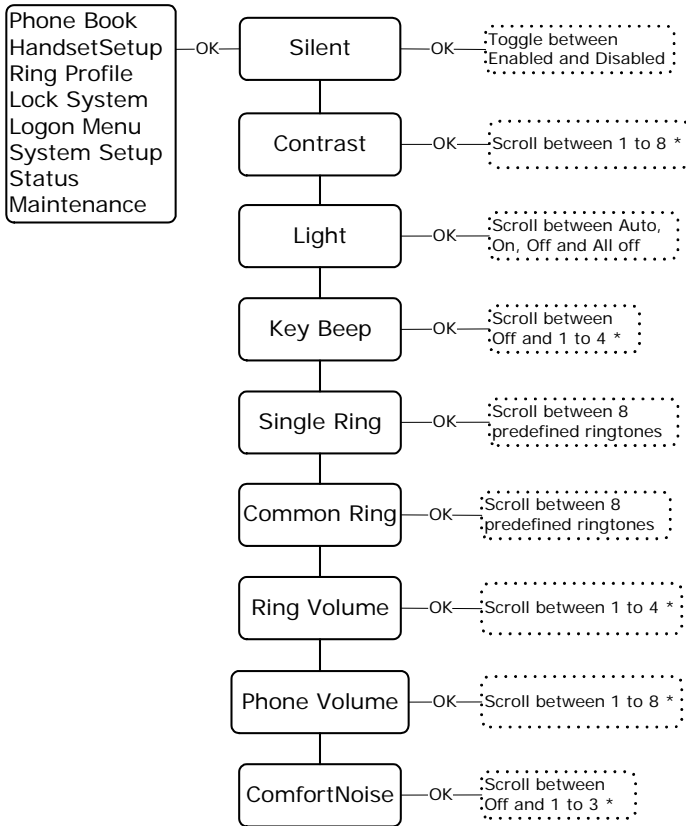 Phone Book
HandsetSetup
Ring Profile
Lock System
Logon Menu
System Setup
Status
Maintenance
OK
Silent
OK
Toggle between
Enabled and Disabled
Contrast
OK
Scroll between 1 to 8 *
Light
OK
Scroll between Auto,
On, Off and All off
Key Beep
OK
Scroll between
Off and 1 to 4 *
Single Ring
OK
Scroll between 8
predefined ringtones
Common Ring
OK
Scroll between 8
predefined ringtones
Ring Volume
OK
Scroll between 1 to 4 *
Phone Volume
OK
Scroll between 1 to 8 *
ComfortNoise
OK
Scroll between
Off and 1 to 3 *